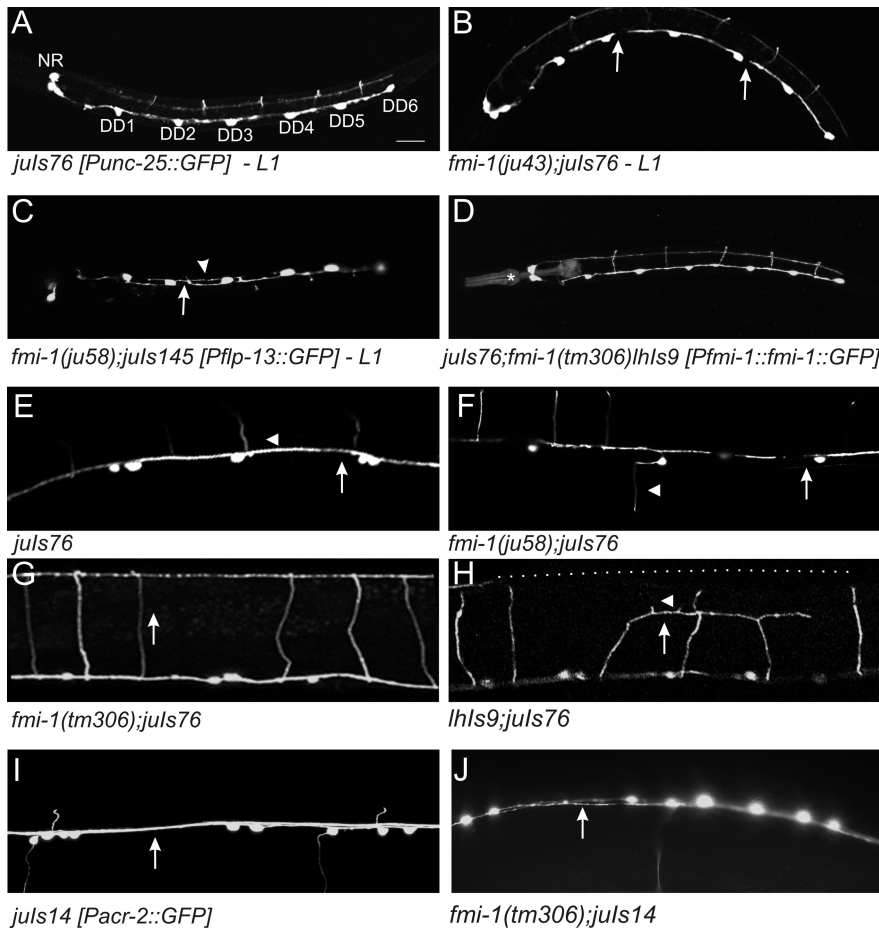 A
NR
DD1
DD2
DD3
DD4
DD5
DD6
juIs76 [Punc-25::GFP] - L1
B
fmi-1(ju43);juIs76 - L1
C
fmi-1(ju58);juIs145 [Pflp-13::GFP] - L1
D
*
juIs76;fmi-1(tm306)lhIs9 [Pfmi-1::fmi-1::GFP]
E
juIs76
F
fmi-1(ju58);juIs76
G
fmi-1(tm306);juIs76
H
lhIs9;juIs76
I
juIs14 [Pacr-2::GFP]
J
fmi-1(tm306);juIs14